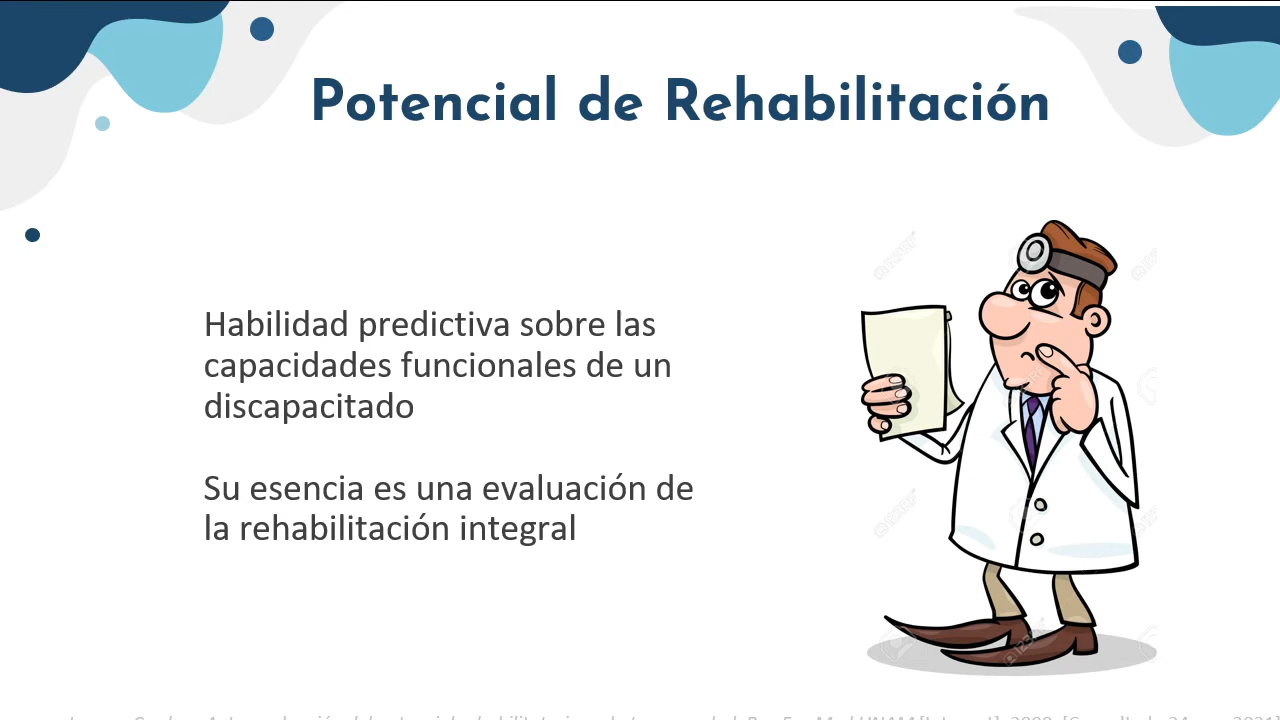 Potencial de Rehabilitación
Habilidad predictiva sobre las
capacidades funcionales de un
discapacitado
Su esencia es una evaluación de
la rehabilitación integral